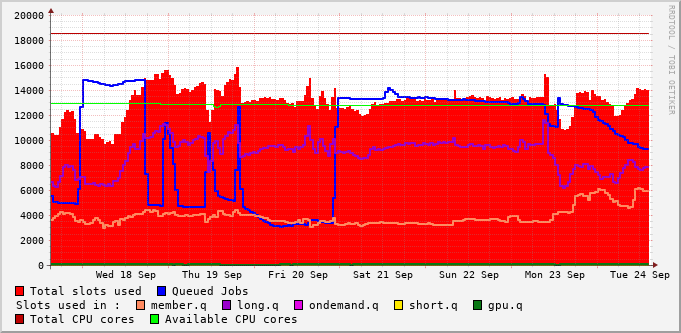 20000
18000
16000
14000
12000
10000
8000
6000
4000
2000
0
Wed 18 Sep Thu 19 Sep Fri 20 Sep Sat 21 Sep Sun 22 Sep Mon 23 Sep Tue 24 Sep
Total slots used Queued Jobs
Slots used in : member.q long.q ondemand.q short.q gpu.q
Total CPU cores Available CPU cores
RRDTOOL / TOBI OETIKER